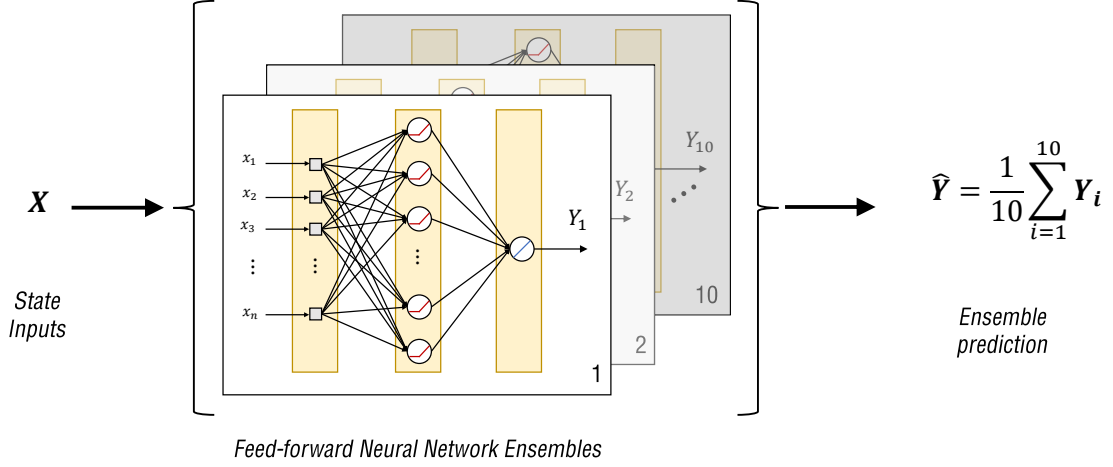 X
State
Inputs
x₁
x₂
x₃
⋮
xₙ
⋮
⋮
Y₁
1
Y₂
2
Y₁₀
⋱
10
Ŷ = 1/10 ∑_{i=1}^{10} Y_i
Ensemble
prediction
Feed-forward Neural Network Ensembles